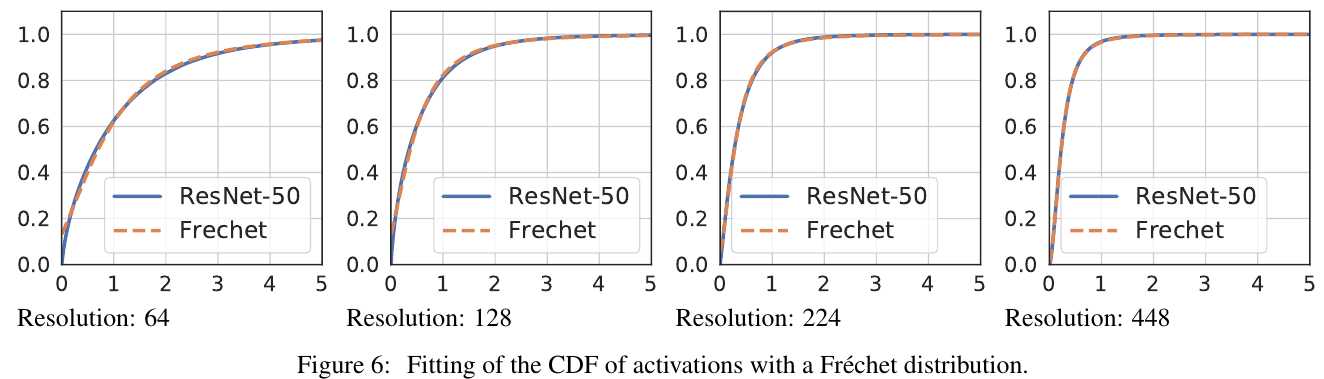 1.0
0.8
0.6
0.4
0.2
0.0
0 1 2 3 4 5
ResNet-50
Frechet
Resolution: 64
1.0
0.8
0.6
0.4
0.2
0.0
0 1 2 3 4 5
ResNet-50
Frechet
Resolution: 128
1.0
0.8
0.6
0.4
0.2
0.0
0 1 2 3 4 5
ResNet-50
Frechet
Resolution: 224
1.0
0.8
0.6
0.4
0.2
0.0
0 1 2 3 4 5
ResNet-50
Frechet
Resolution: 448
Figure 6: Fitting of the CDF of activations with a Fréchet distribution.